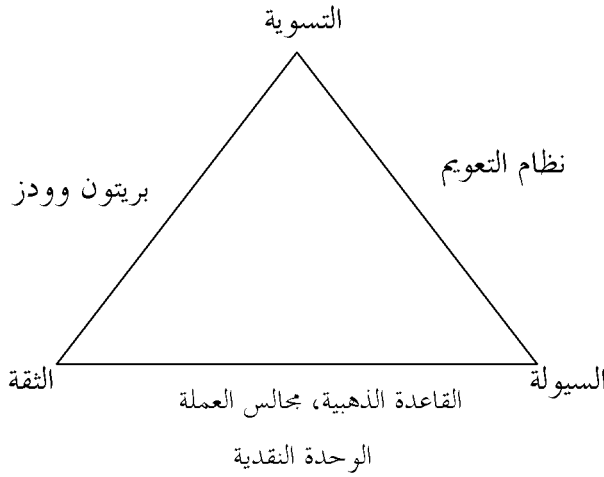 التسوية
نظام التعويم
بريتون وودز
السيولة
الثقة
القاعدة الذهبية، مجالس العملة
الوحدة النقدية